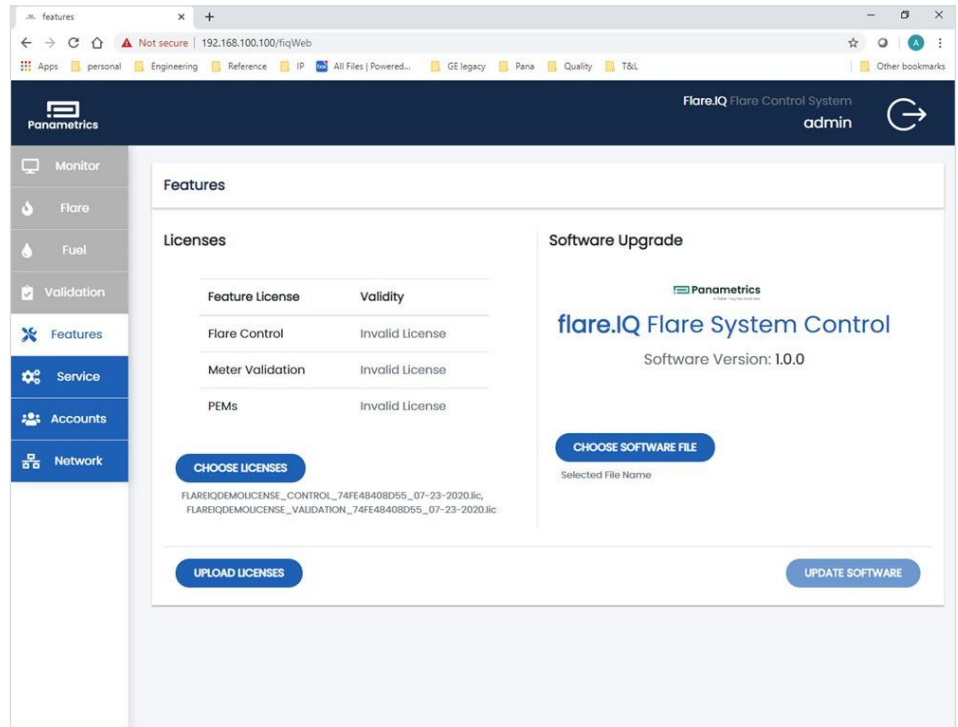 features
Not secure | 192.168.100.100/fiqWeb
A
Apps personal Engineering Reference IP All Files | Powered... GE legacy Pana Quality T&L Other bookmarks
Panametrics
Flare.IQ Flare Control System
admin
Monitor
Flare
Fuel
Validation
Features
Service
Accounts
Network
Features
Licenses
Feature License Validity
Flare Control Invalid License
Meter Validation Invalid License
PEMs Invalid License
CHOOSE LICENSES
FLAREIQDEMOLICENSE_CONTROL_74FE48408D55_07-23-2020.lic,
FLAREIQDEMOLICENSE_VALIDATION_74FE48408D55_07-23-2020.lic
UPLOAD LICENSES
Software Upgrade
Panametrics
flare.IQ Flare System Control
Software Version: 1.0.0
CHOOSE SOFTWARE FILE
Selected File Name
UPDATE SOFTWARE